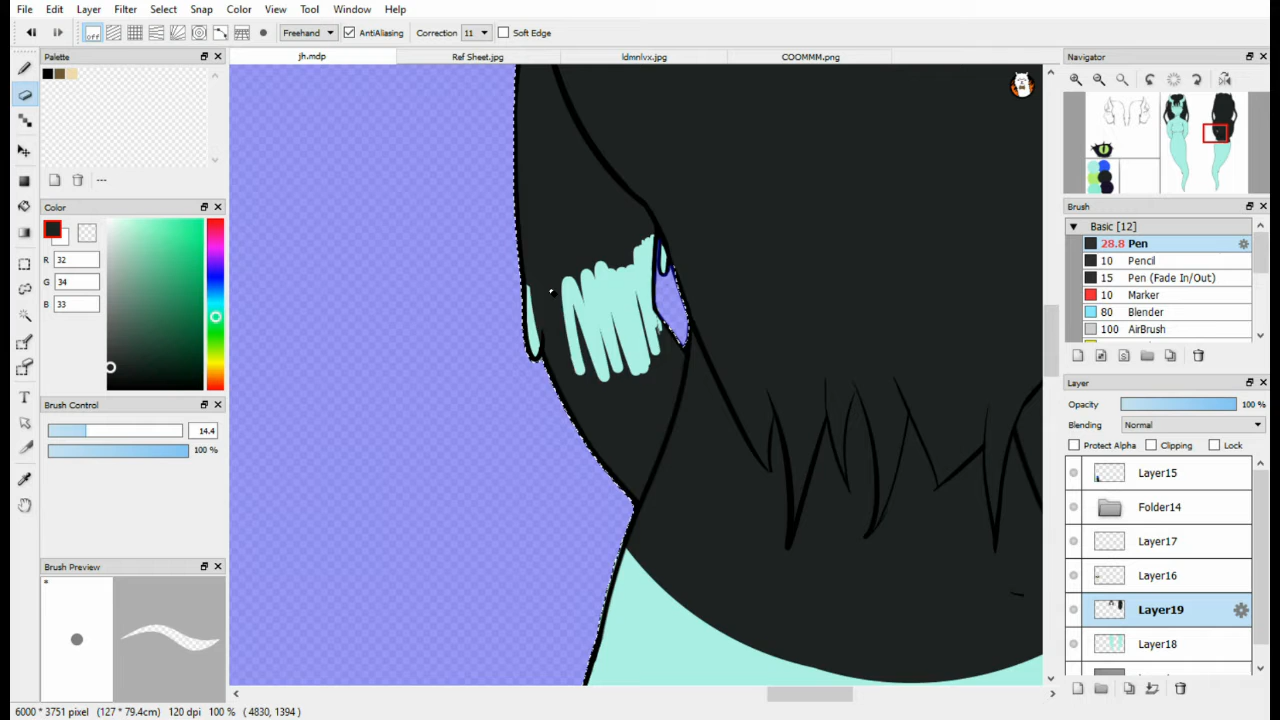 File Edit Layer Filter Select Snap Color View Tool Window Help
off Freehand AntiAliasing Correction 11 Soft Edge
Palette
jh.mdp Ref Sheet.jpg ldmnlvx.jpg COOMMM.png
Navigator
---
Color
R 32
G 34
B 33
Brush
Basic [12]
28.8 Pen
10 Pencil
15 Pen (Fade In/Out)
10 Marker
80 Blender
100 AirBrush
Layer
Opacity 100 %
Blending Normal
Protect Alpha Clipping Lock
Brush Control
14.4
100 %
Layer15
Folder14
Layer17
Layer16
Layer19
Layer18
Brush Preview
6000 * 3751 pixel (127 * 79.4cm) 120 dpi 100 % ( 4830, 1394 )